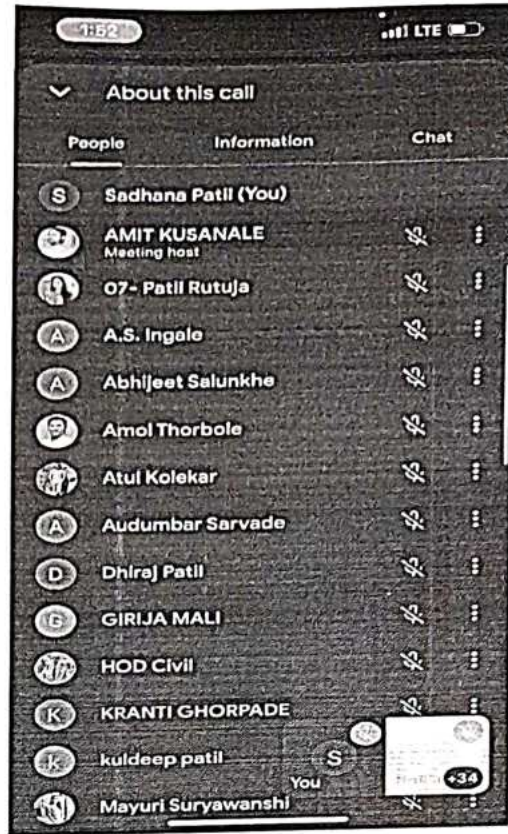 1:52
LTE
About this call
People Information Chat
S Sadhana Patil (You)
AMIT KUSANALE
Meeting host
07- Patil Rutuja
A A.S. Ingale
A Abhijeet Salunkhe
Amol Thorbole
Atul Kolekar
A Audumbar Sarvade
D Dhiraj Patil
G GIRIJA MALI
HOD Civil
K KRANTI GHORPADE
k kuldeep patil
S
You
+34
Mayuri Suryawanshi